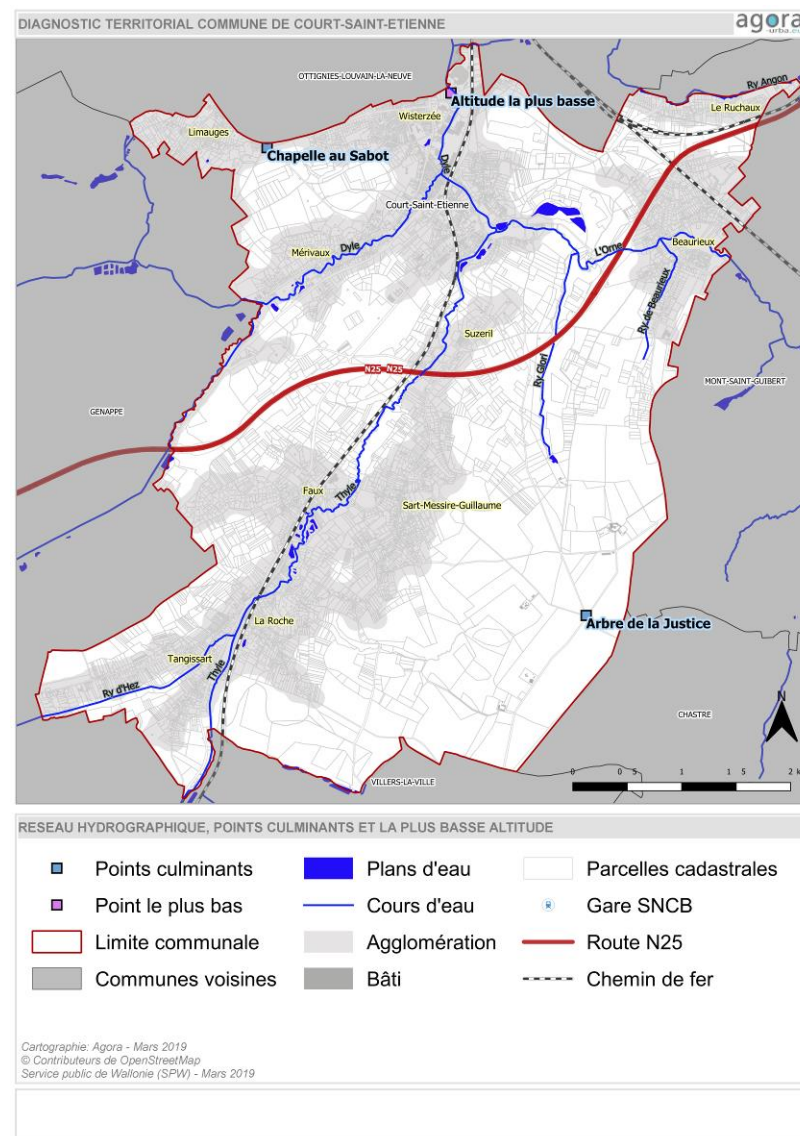 DIAGNOSTIC TERRITORIAL COMMUNE DE COURT-SAINT-ETIENNE
agora
-urba.eu
OTTIGNIES-LOUVAIN-LA-NEUVE
Ry Angon
Altitude la plus basse
Le Ruchaux
Wisterzée
Limauges
Chapelle au Sabot
Dyle
Court-Saint-Etienne
Mérivaux
Dyle
L'Orne
Beaurieux
Ry de Beaurieux
Suzeril
Ry Glori
N25 N25
MONT-SAINT-GUIBERT
GENAPPE
Faux
Thyle
Sart-Messire-Guillaume
La Roche
Arbre de la Justice
Tangissart
Thyle
Ry d'Hez
N
CHASTRE
VILLERS-LA-VILLE
0 0 5 1 1 5 2 k
RESEAU HYDROGRAPHIQUE, POINTS CULMINANTS ET LA PLUS BASSE ALTITUDE
Points culminants
Plans d'eau
Parcelles cadastrales
Point le plus bas
Cours d'eau
Gare SNCB
Limite communale
Agglomération
Route N25
Communes voisines
Bâti
Chemin de fer
Cartographie: Agora - Mars 2019
© Contributeurs de OpenStreetMap
Service public de Wallonie (SPW) - Mars 2019